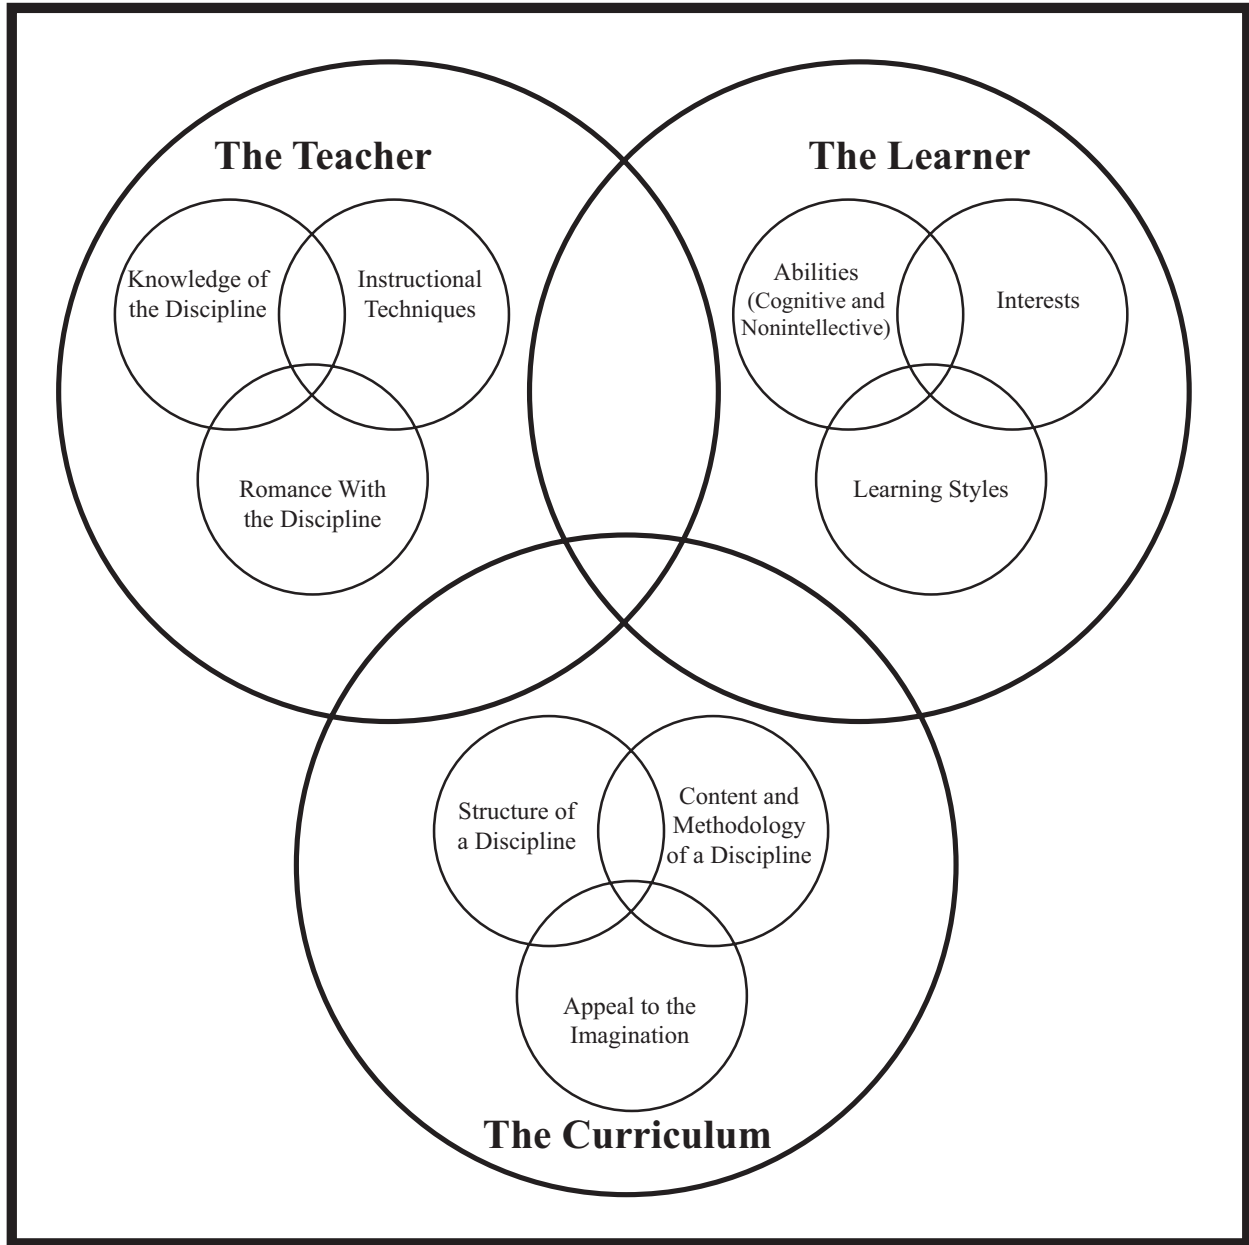 The Teacher
Knowledge of
the Discipline
Instructional
Techniques
Romance With
the Discipline
The Learner
Abilities
(Cognitive and
Nonintellective)
Interests
Learning Styles
Structure of
a Discipline
Content and
Methodology
of a Discipline
Appeal to the
Imagination
The Curriculum